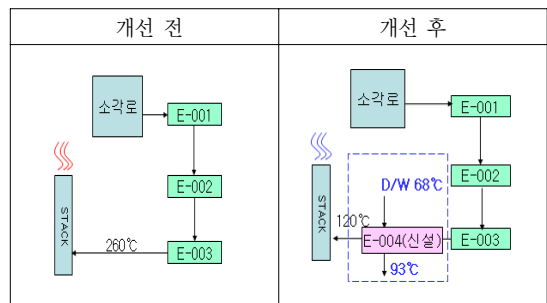 개선 전
개선 후
소각로
E-001
E-002
STACK
260℃
E-003
소각로
E-001
E-002
D/W 68℃
STACK
120℃
E-004(신설)
E-003
93℃